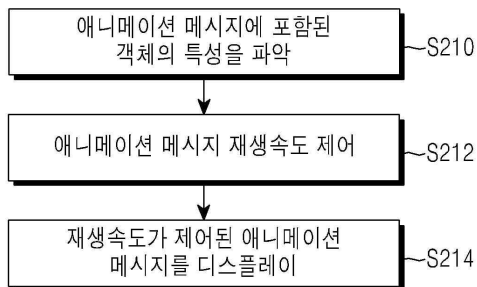 애니메이션 메시지에 포함된
객체의 특성을 파악
S210
애니메이션 메시지 재생속도 제어
S212
재생속도가 제어된 애니메이션
메시지를 디스플레이
S214